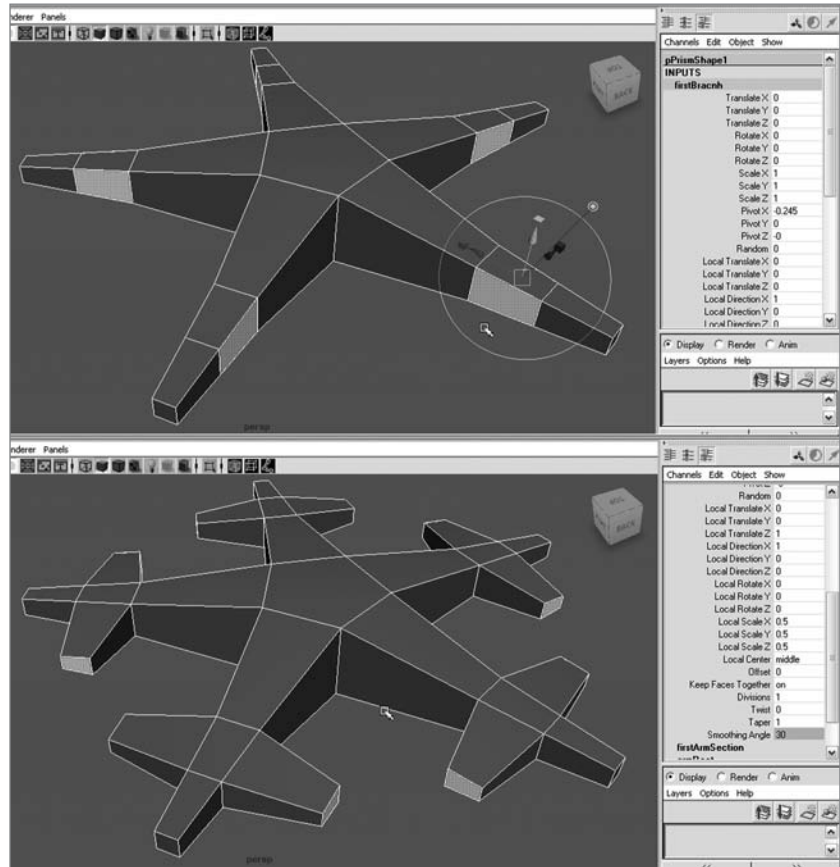 nderer Panels
Channels Edit Object Show
pPrismShape1
INPUTS
firstBracnh
Translate X 0
Translate Y 0
Translate Z 0
Rotate X 0
Rotate Y 0
Rotate Z 0
Scale X 1
Scale Y 1
Scale Z 1
Pivot X -0.245
Pivot Y 0
Pivot Z -0
Random 0
Local Translate X 0
Local Translate Y 0
Local Translate Z 0
Local Direction X 1
Local Direction Y 0
Local Direction Z 0
BACK
persp
Display Render Anim
Layers Options Help
nderer Panels
Channels Edit Object Show
Random 0
Local Translate X 0
Local Translate Y 0
Local Translate Z 1
Local Direction X 1
Local Direction Y 0
Local Direction Z 0
Local Rotate X 0
Local Rotate Y 0
Local Rotate Z 0
Local Scale X 0.5
Local Scale Y 0.5
Local Scale Z 0.5
Local Center middle
Offset 0
Keep Faces Together on
Divisions 1
Twist 0
Taper 1
Smoothing Angle 30
firstArmSection
BACK
persp
Display Render Anim
Layers Options Help